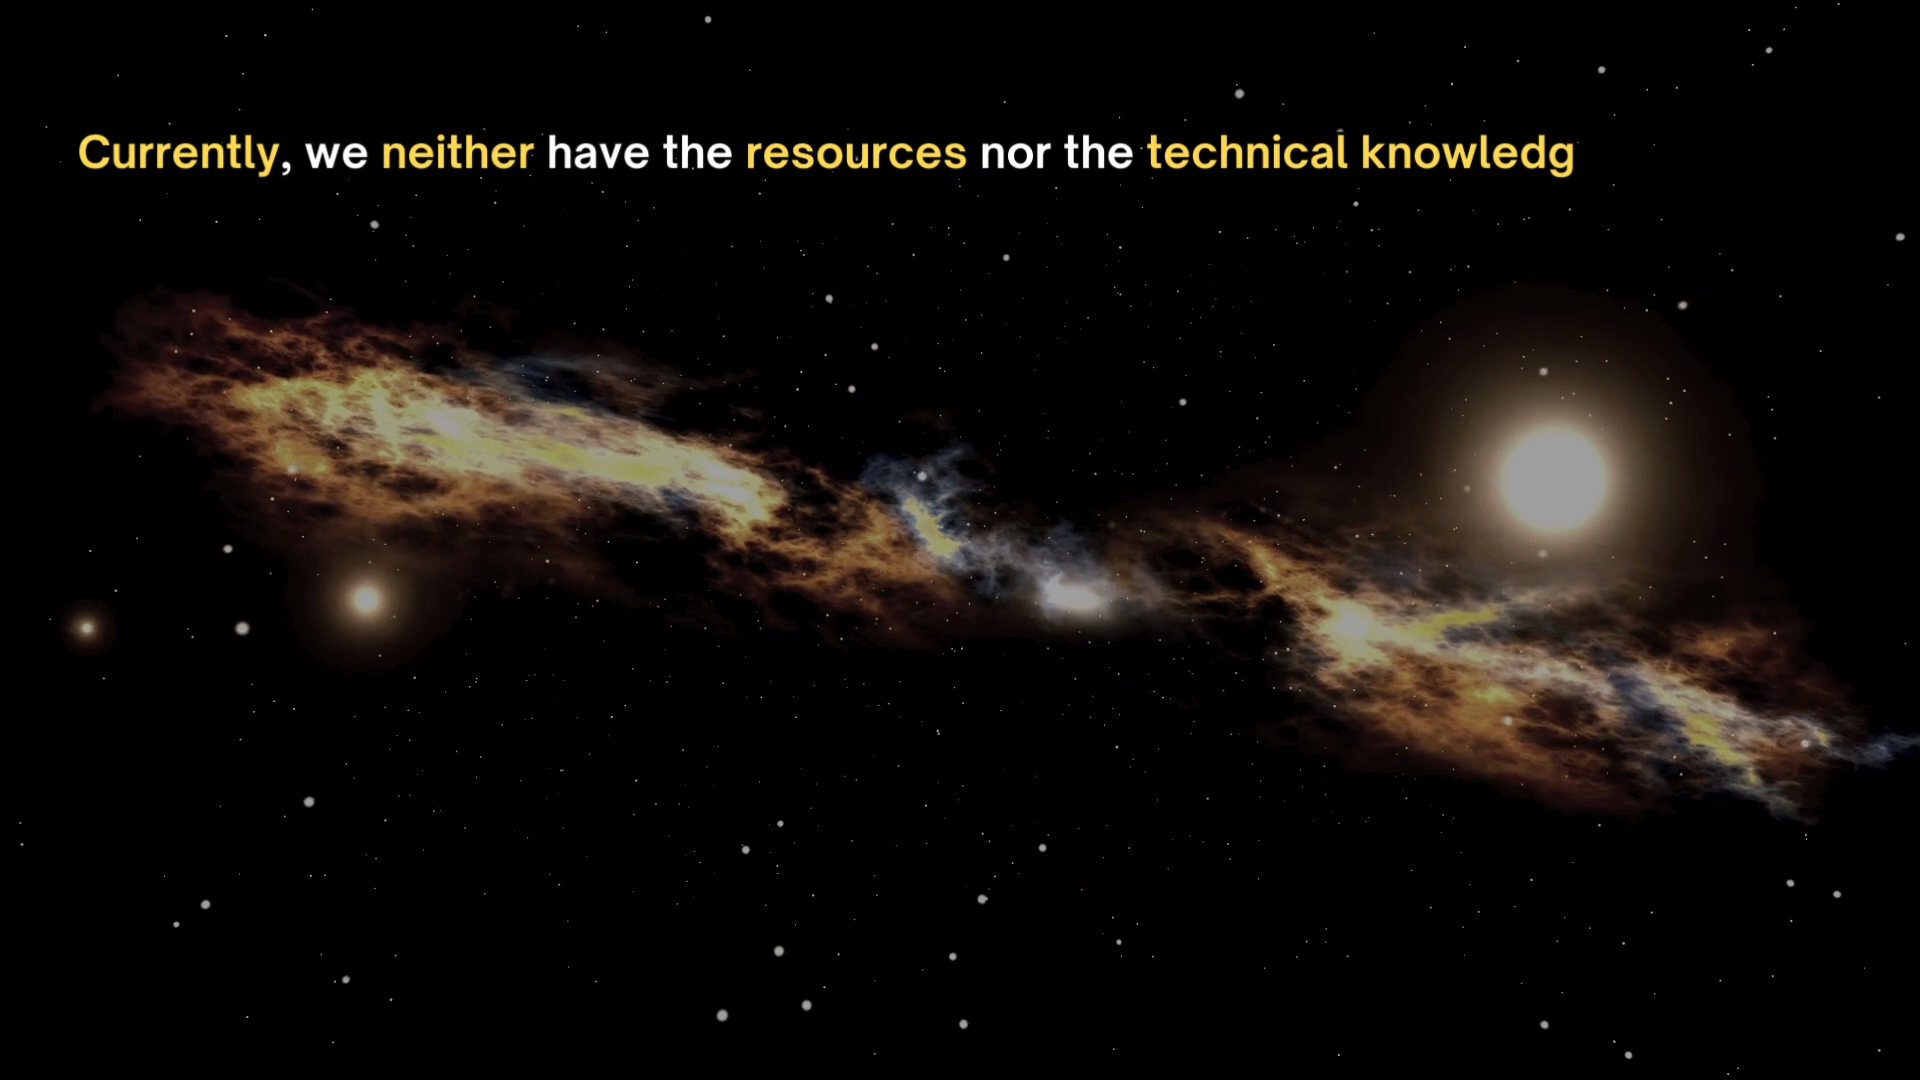 Currently, we neither have the resources nor the technical knowledg